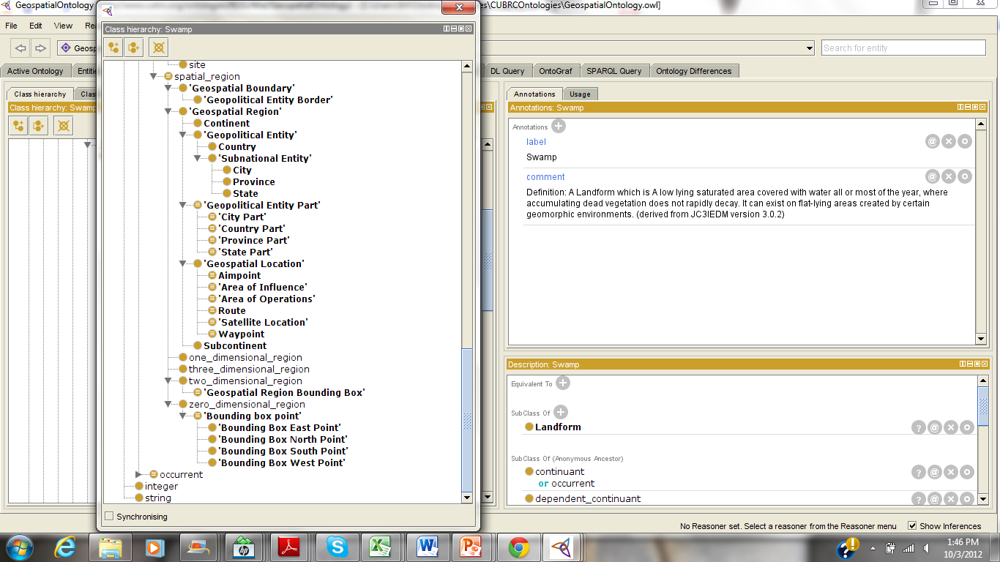 GeospatialOntology
s\CUBRCOntologies\GeospatialOntology.owl]
File Edit View Re
Geosp
Search for entity
Active Ontology Entitie DL Query OntoGraf SPARQL Query Ontology Differences
Class hierarchy Clas
Class hierarchy: Swamp
Class hierarchy: Swamp
site
spatial_region
'Geospatial Boundary'
'Geopolitical Entity Border'
'Geospatial Region'
Continent
'Geopolitical Entity'
Country
'Subnational Entity'
City
Province
State
'Geopolitical Entity Part'
'City Part'
'Country Part'
'Province Part'
'State Part'
'Geospatial Location'
Aimpoint
'Area of Influence'
'Area of Operations'
Route
'Satellite Location'
Waypoint
Subcontinent
one_dimensional_region
three_dimensional_region
two_dimensional_region
'Geospatial Region Bounding Box'
zero_dimensional_region
'Bounding box point'
'Bounding Box East Point'
'Bounding Box North Point'
'Bounding Box South Point'
'Bounding Box West Point'
occurrent
integer
string
Synchronising
Annotations Usage
Annotations: Swamp
Annotations
label
Swamp
comment
Definition: A Landform which is A low lying saturated area covered with water all or most of the year, where
accumulating dead vegetation does not rapidly decay. It can exist on flat-lying areas created by certain
geomorphic environments. (derived from JC3IEDM version 3.0.2)
Description: Swamp
Equivalent To
SubClass Of
Landform
SubClass Of (Anonymous Ancestor)
continuant
or occurrent
dependent_continuant
No Reasoner set. Select a reasoner from the Reasoner menu Show Inferences
1:46 PM
10/3/2012